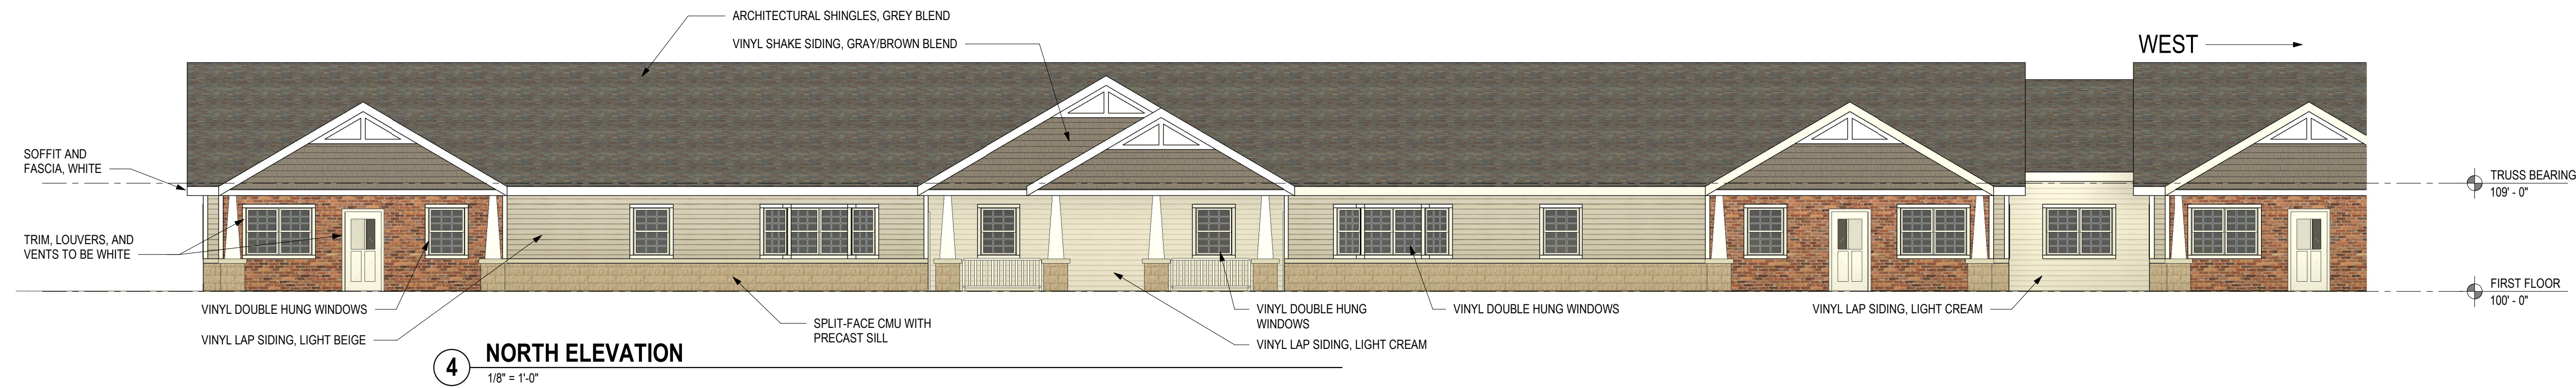 ARCHITECTURAL SHINGLES, GREY BLEND
VINYL SHAKE SIDING, GRAY/BROWN BLEND
WEST
SOFFIT AND
FASCIA, WHITE
TRUSS BEARING
109' - 0"
TRIM, LOUVERS, AND
VENTS TO BE WHITE
FIRST FLOOR
100' - 0"
VINYL DOUBLE HUNG WINDOWS
VINYL LAP SIDING, LIGHT BEIGE
SPLIT-FACE CMU WITH
PRECAST SILL
VINYL DOUBLE HUNG
WINDOWS
VINYL LAP SIDING, LIGHT CREAM
VINYL DOUBLE HUNG WINDOWS
VINYL LAP SIDING, LIGHT CREAM
4 NORTH ELEVATION
1/8" = 1'-0"